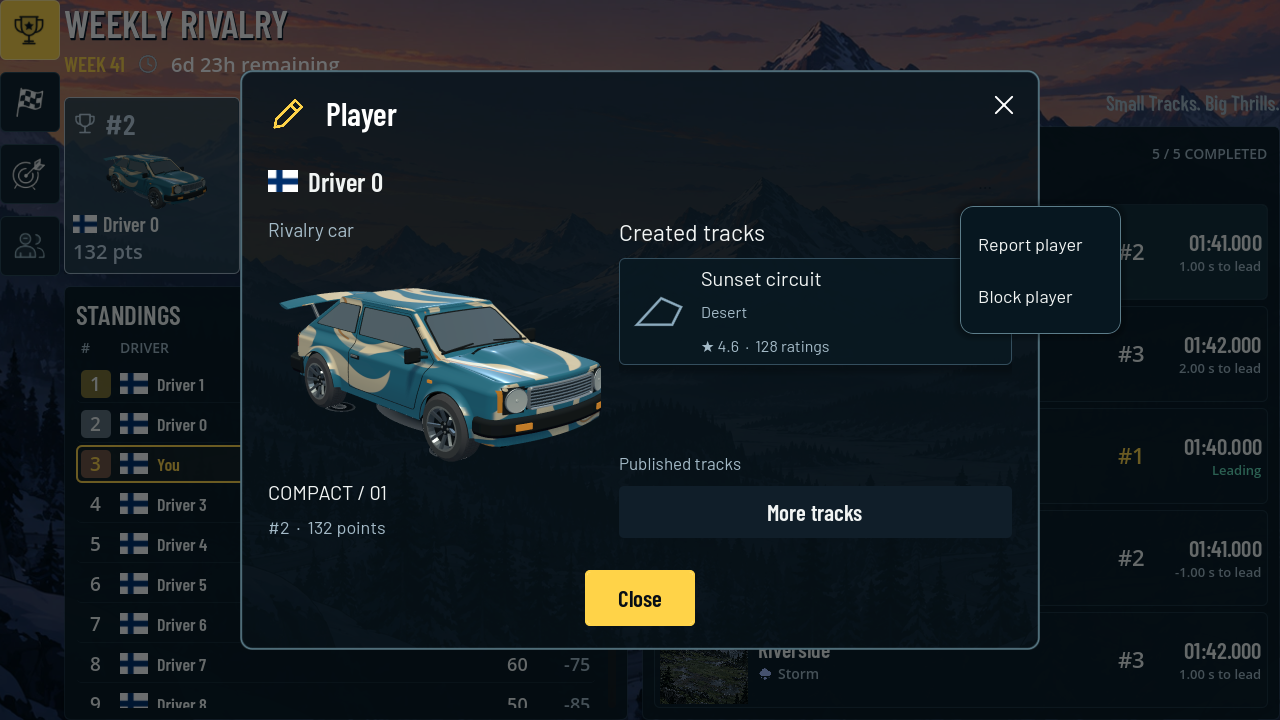 WEEKLY RIVALRY
WEEK 41
6d 23h remaining
Small Tracks. Big Thrills.
#2
Driver 0
132 pts
STANDINGS
# DRIVER
1 Driver 1
2 Driver 0
3 You
4 Driver 3
5 Driver 4
6 Driver 5
7 Driver 6
8 Driver 7 60 -75
9 Driver 8 50 -85
Player
Driver 0
Rivalry car
COMPACT / 01
#2 · 132 points
Created tracks
Sunset circuit
Desert
★ 4.6 · 128 ratings
Published tracks
More tracks
Close
Report player
Block player
5 / 5 COMPLETED
#2 01:41.000
1.00 s to lead
#3 01:42.000
2.00 s to lead
#1 01:40.000
Leading
#2 01:41.000
-1.00 s to lead
Riverside
Storm
#3 01:42.000
1.00 s to lead